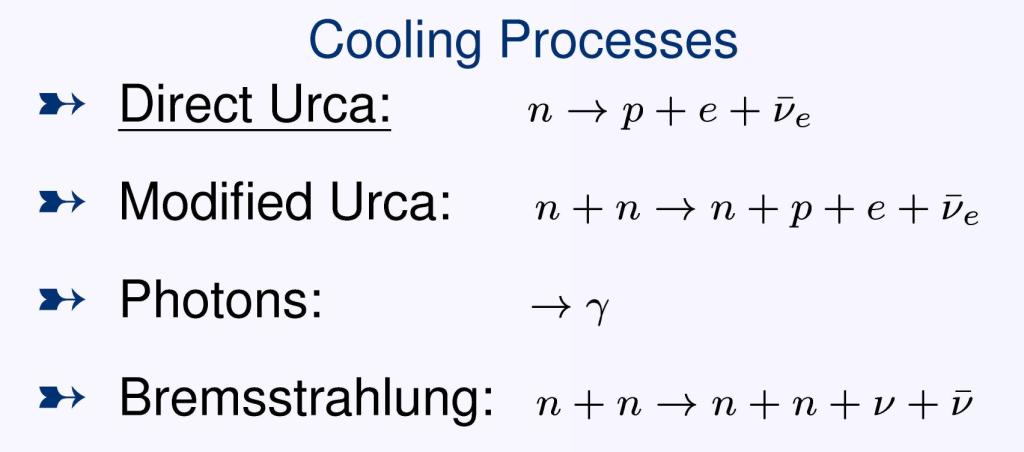 Cooling Processes
➳ Direct Urca: n → p + e + ν̄ₑ
➳ Modified Urca: n + n → n + p + e + ν̄ₑ
➳ Photons: → γ
➳ Bremsstrahlung: n + n → n + n + ν + ν̄